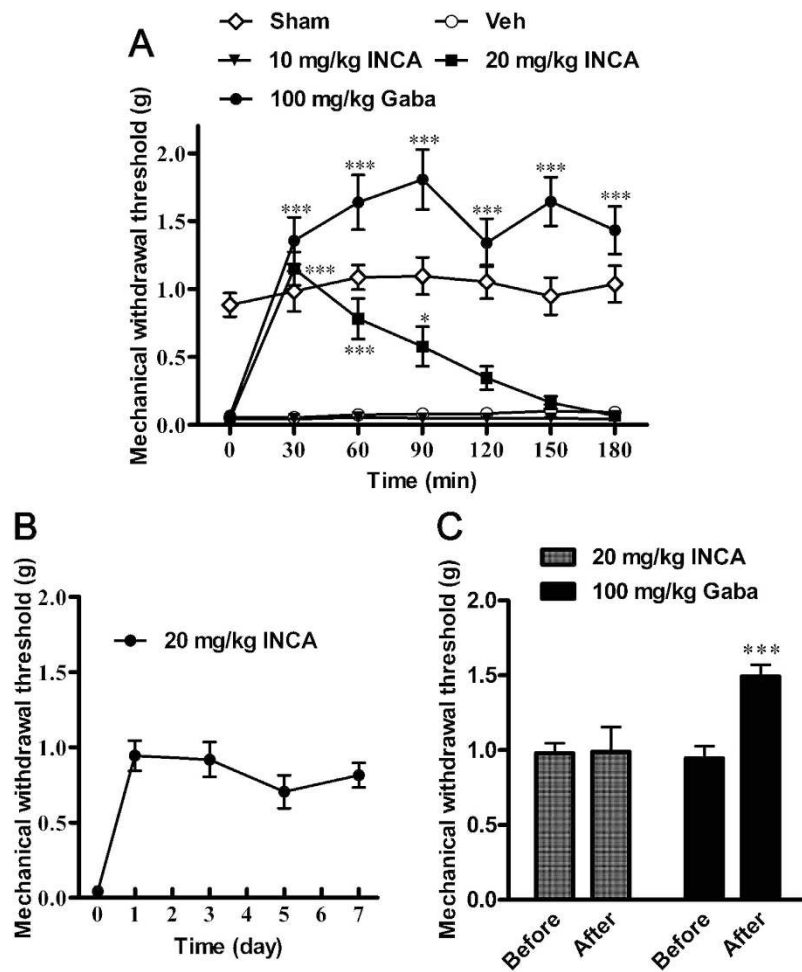 A
Sham
Veh
10 mg/kg INCA
20 mg/kg INCA
100 mg/kg Gaba
Mechanical withdrawal threshold (g)
2.0
1.5
1.0
0.5
0.0
***
***
***
***
***
***
***
***
*
0 30 60 90 120 150 180
Time (min)
B
Mechanical withdrawal threshold (g)
2.0
1.5
1.0
0.5
0.0
20 mg/kg INCA
0 1 2 3 4 5 6 7
Time (day)
C
Mechanical withdrawal threshold (g)
20 mg/kg INCA
100 mg/kg Gaba
2.0
1.5
1.0
0.5
0.0
***
Before After Before After